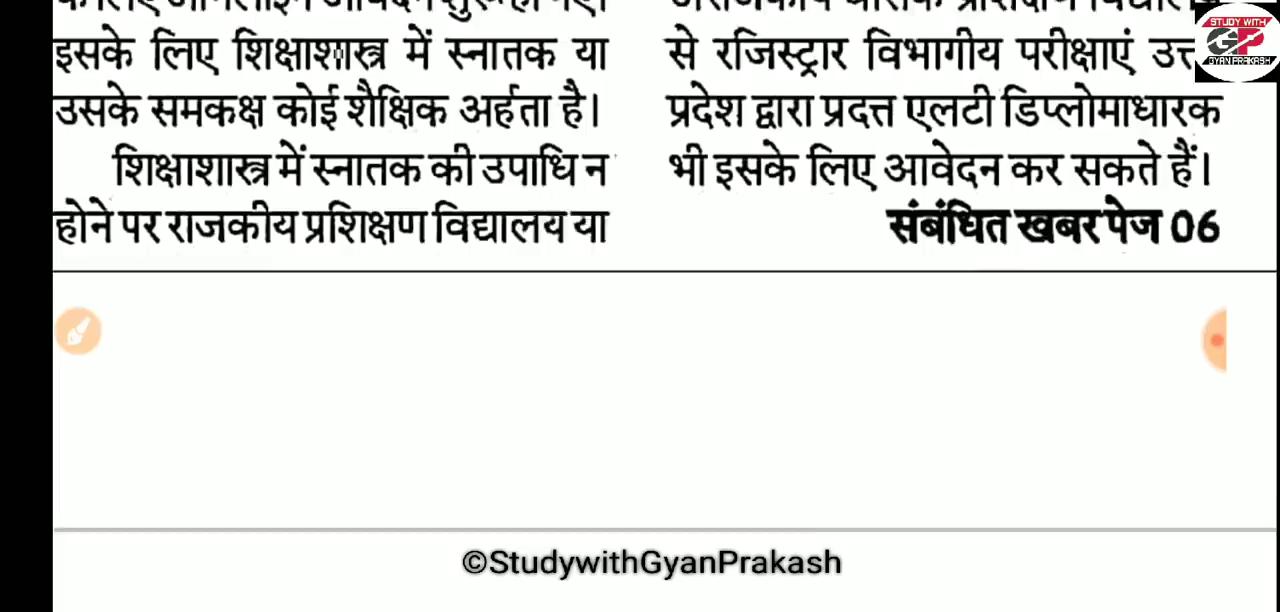 इसके लिए शिक्षाशास्त्र में स्नातक या
उसके समकक्ष कोई शैक्षिक अर्हता है।
शिक्षाशास्त्र में स्नातक की उपाधि न
होने पर राजकीय प्रशिक्षण विद्यालय या
से रजिस्ट्रार विभागीय परीक्षाएं
प्रदेश द्वारा प्रदत्त एलटी डिप्लोमाधारक
भी इसके लिए आवेदन कर सकते हैं।
संबंधित खबर पेज 06
STUDY WITH
GP
GYAN PRAKASH
©StudywithGyanPrakash